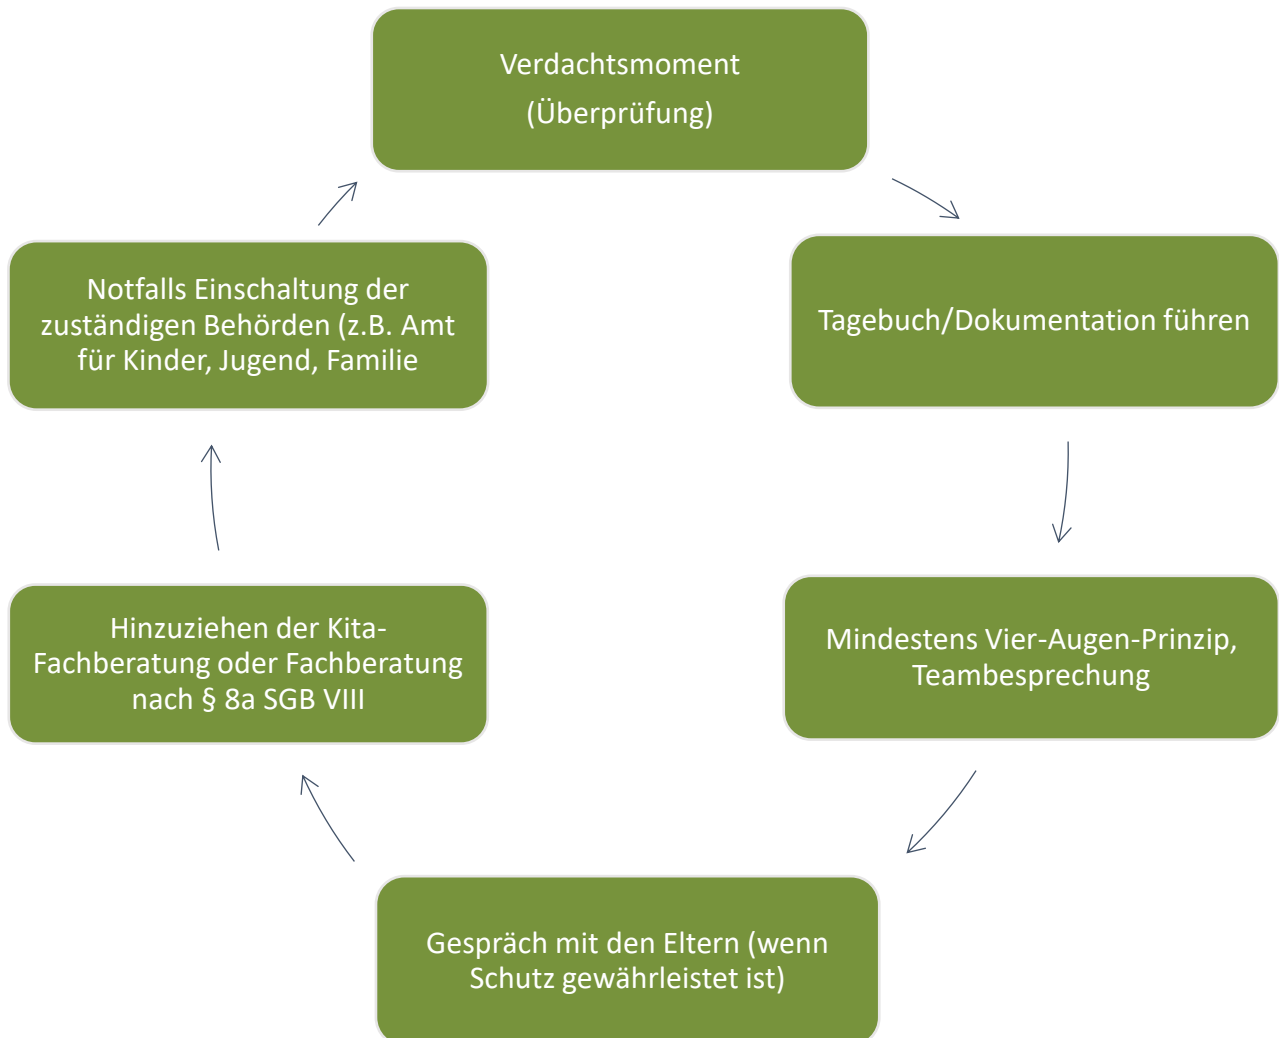 Verdachtsmoment
(Überprüfung)
Tagebuch/Dokumentation führen
Mindestens Vier-Augen-Prinzip,
Teambesprechung
Gespräch mit den Eltern (wenn
Schutz gewährleistet ist)
Hinzuziehen der Kita-
Fachberatung oder Fachberatung
nach § 8a SGB VIII
Notfalls Einschaltung der
zuständigen Behörden (z.B. Amt
für Kinder, Jugend, Familie